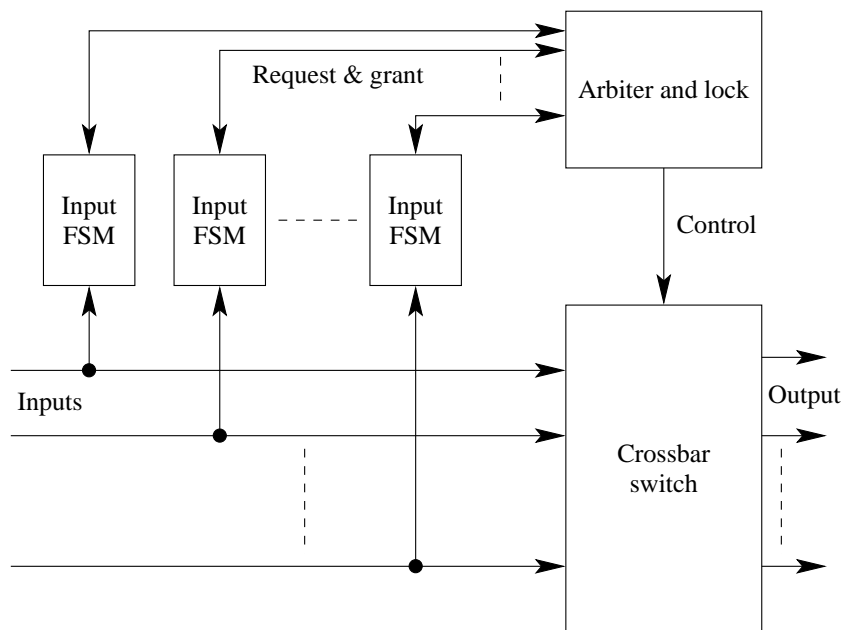 Request & grant
Arbiter and lock
Input
FSM
Input
FSM
Input
FSM
Control
Inputs
Output
Crossbar
switch